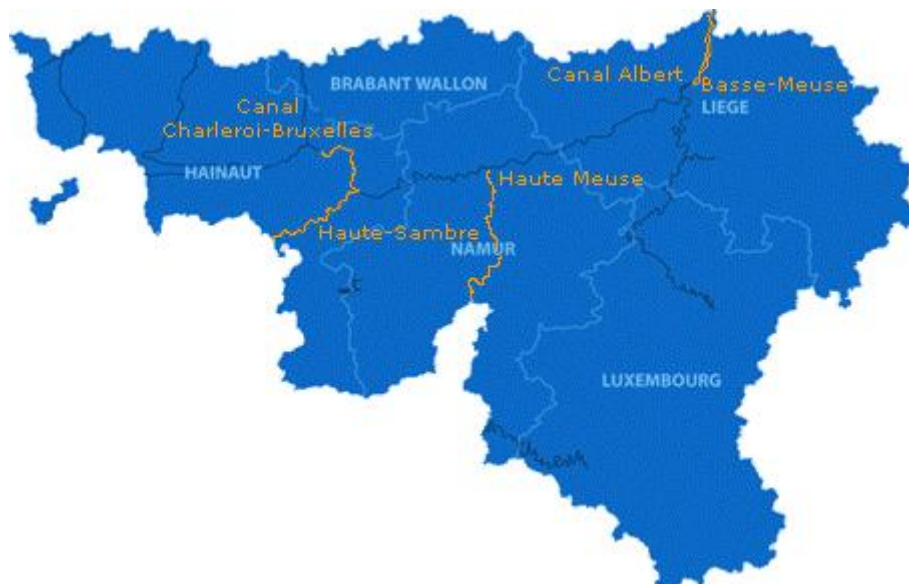 BRABANT WALLON
Canal Albert
Basse-Meuse
LIEGE
Canal
Charleroi-Bruxelles
HAINAUT
Haute Meuse
Haute-Sambre
NAMUR
LUXEMBOURG